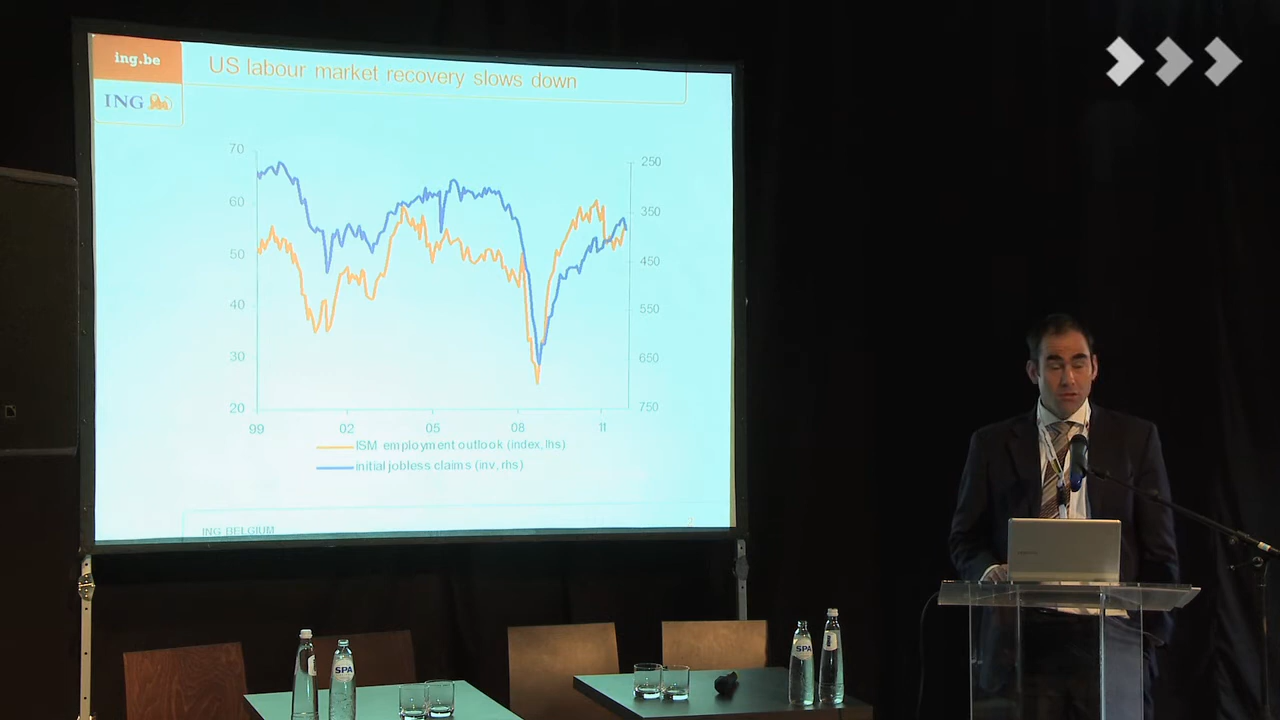 ing.be
US labour market recovery slows down
ING
70
60
50
40
30
20
250
350
450
550
650
750
99
02
05
08
11
ISM employment outlook (index, lhs)
initial jobless claims (inv, rhs)
ING BELGIUM
2
SPA
SPA